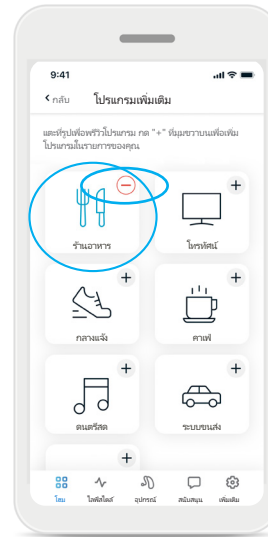 9:41
กลับ โปรแกรมเพิ่มเติม
แตะที่รูปเพื่อพรีวิวโปรแกรม กด "+" ที่มุมขวาบนเพื่อเพิ่ม
โปรแกรมในรายการของคุณ
ร้านอาหาร โทรทัศน์
กลางแจ้ง คาเฟ่
ดนตรีสด ระบบขนส่ง
โฮม ไลฟ์สไตล์ อุปกรณ์ สนับสนุน เพิ่มเติม